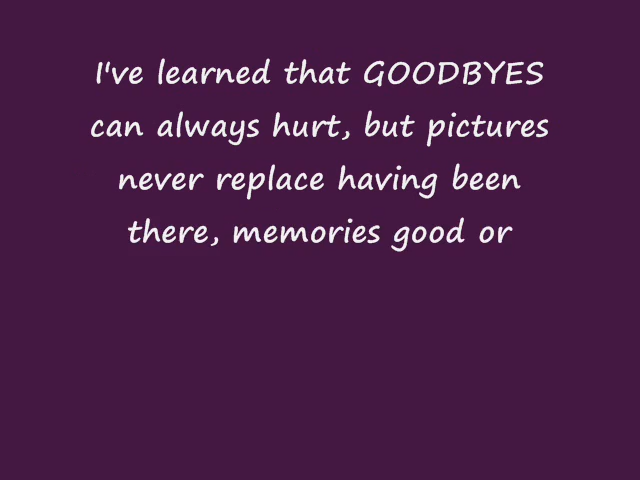 I've learned that GOODBYES
can always hurt, but pictures
never replace having been
there, memories good or